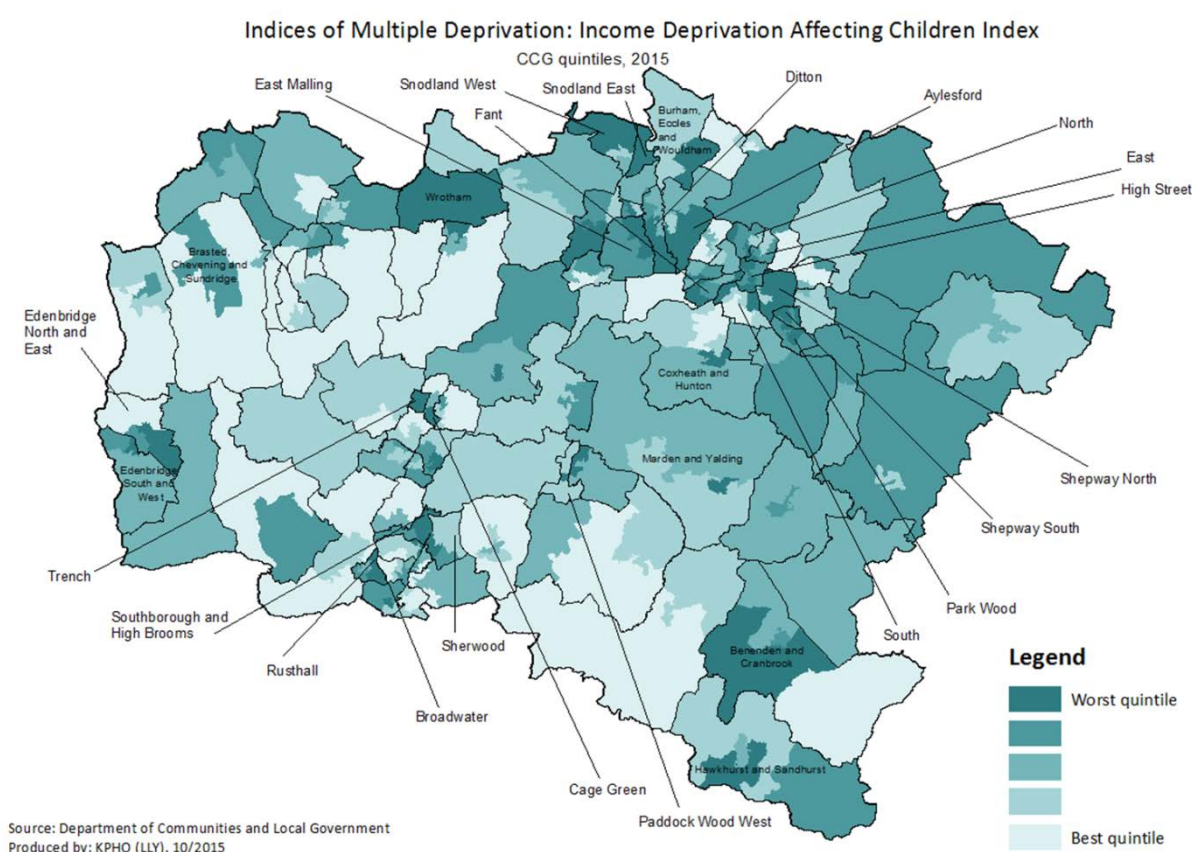 Indices of Multiple Deprivation: Income Deprivation Affecting Children Index
CCG quintiles, 2015
East Malling
Snodland West
Snodland East
Ditton
Fant
Aylesford
Burham,
Eccles
and
Wouldham
North
East
High Street
Wrotham
Brasted,
Chevening and
Sundridge
Edenbridge
North and
East
Coxheath and
Hunton
Edenbridge
South and
West
Marden and Yalding
Shepway North
Shepway South
Trench
Park Wood
Southborough and
High Brooms
Sherwood
South
Rusthall
Benenden and
Cranbrook
Broadwater
Legend
Worst quintile
Hawkhurst and Sandhurst
Cage Green
Paddock Wood West
Best quintile
Source: Department of Communities and Local Government
Produced by: KPHO (LLY), 10/2015